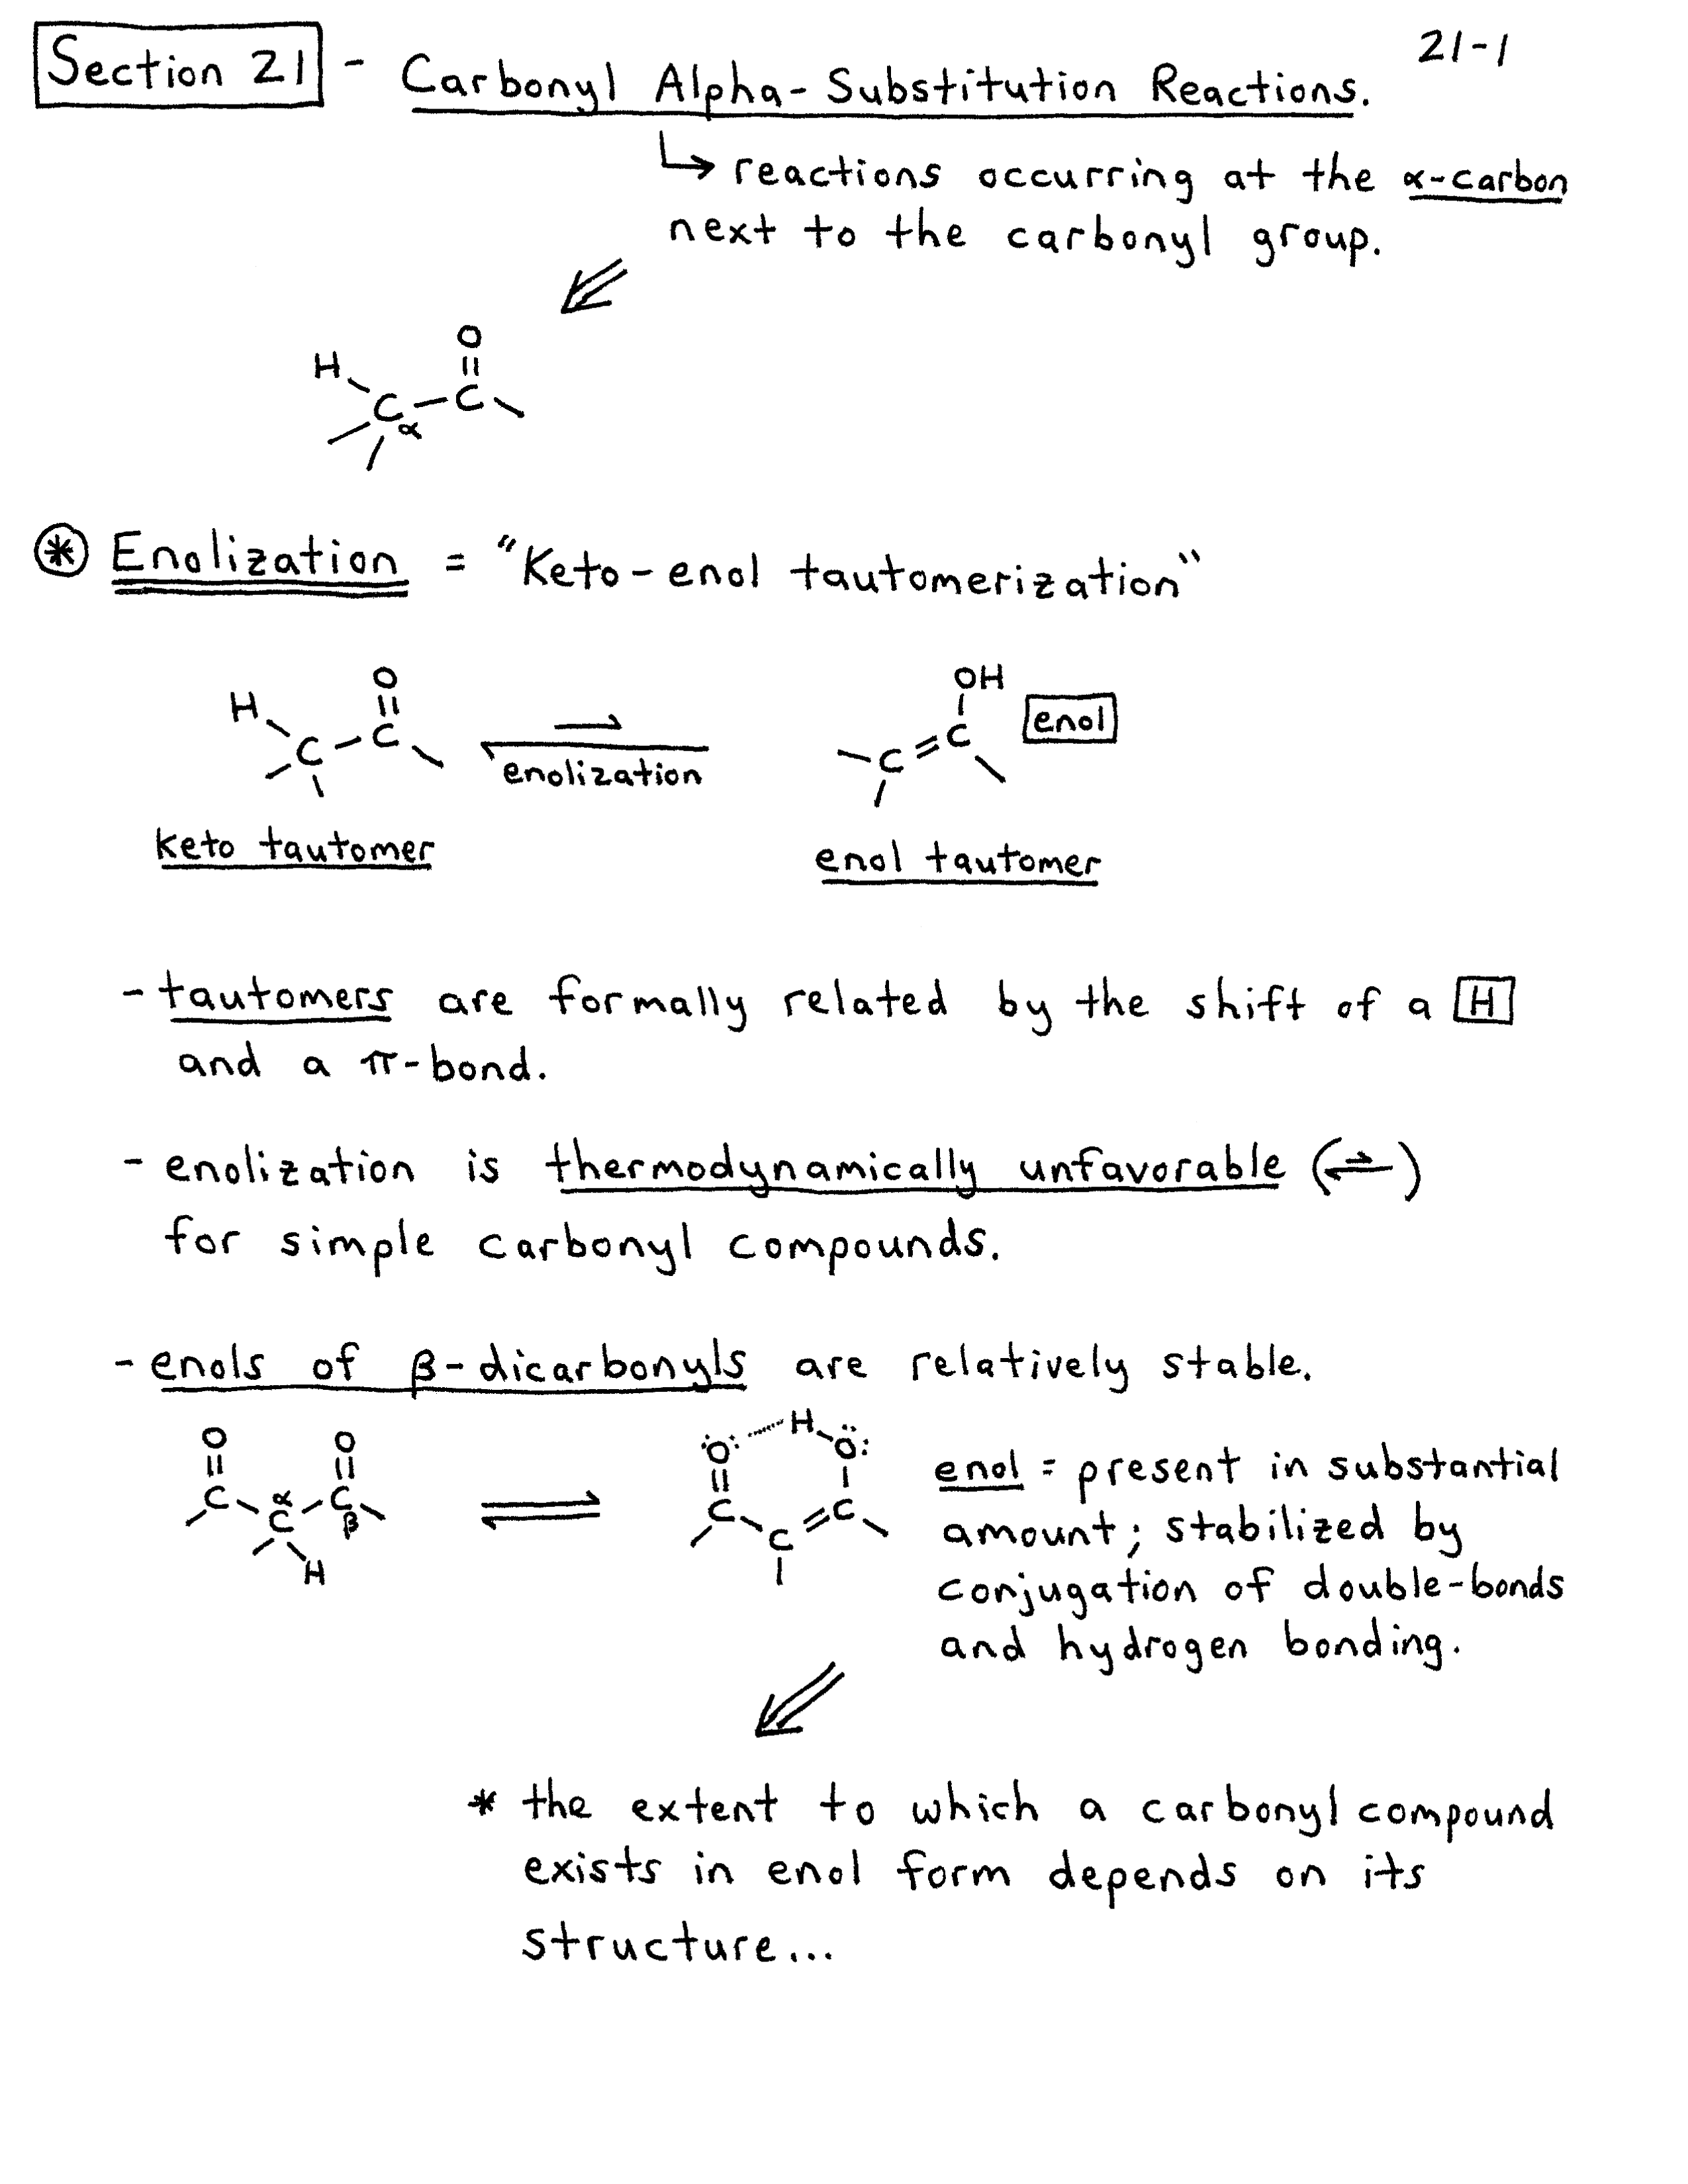 Section 21 - Carbonyl Alpha-Substitution Reactions. 21-1
↳ reactions occurring at the α-carbon
next to the carbonyl group.
O
H
C - C
α
⊛ Enolization = "Keto-enol tautomerization"
O
H
C - C
enolization
OH
C = C
enol
keto tautomer
enol tautomer
- tautomers are formally related by the shift of a H
and a π-bond.
- enolization is thermodynamically unfavorable (⇌)
for simple carbonyl compounds.
- enols of β-dicarbonyls are relatively stable.
O O
C α C
C β
H
:O: H Ö:
C C = C
enol = present in substantial
amount; stabilized by
conjugation of double-bonds
and hydrogen bonding.
* the extent to which a carbonyl compound
exists in enol form depends on its
structure...